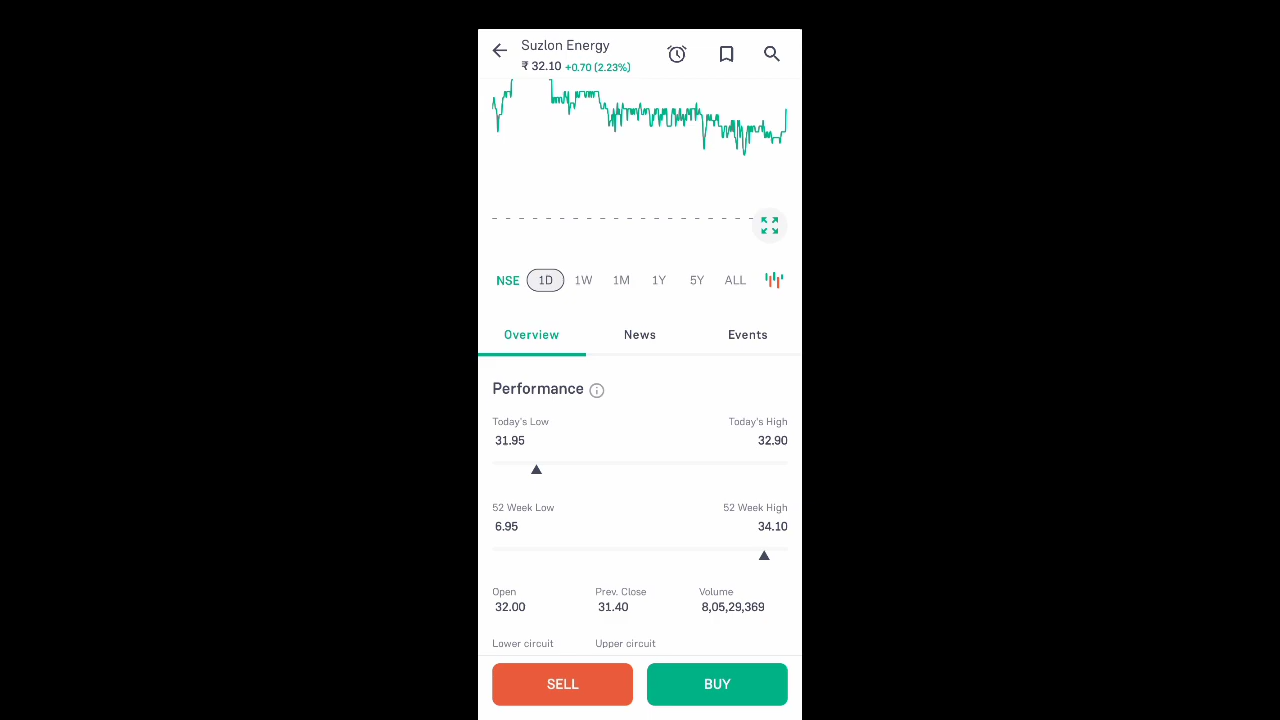 Suzlon Energy
₹ 32.10 +0.70 (2.23%)
NSE 1D 1W 1M 1Y 5Y ALL
Overview News Events
Performance
Today's Low Today's High
31.95 32.90
52 Week Low 52 Week High
6.95 34.10
Open Prev. Close Volume
32.00 31.40 8,05,29,369
Lower circuit Upper circuit
SELL BUY